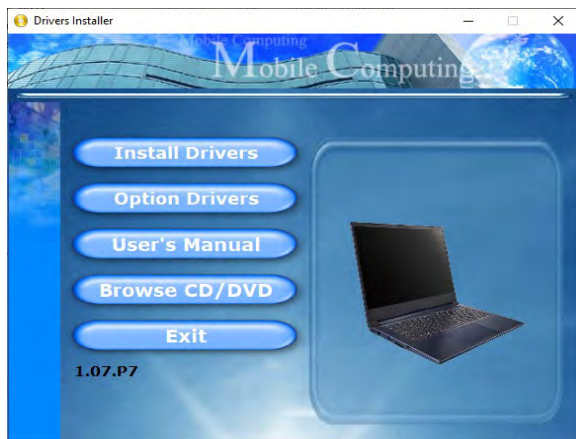 Drivers Installer
Mobile Computing
Mobile Computing
Install Drivers
Option Drivers
User's Manual
Browse CD/DVD
Exit
1.07.P7